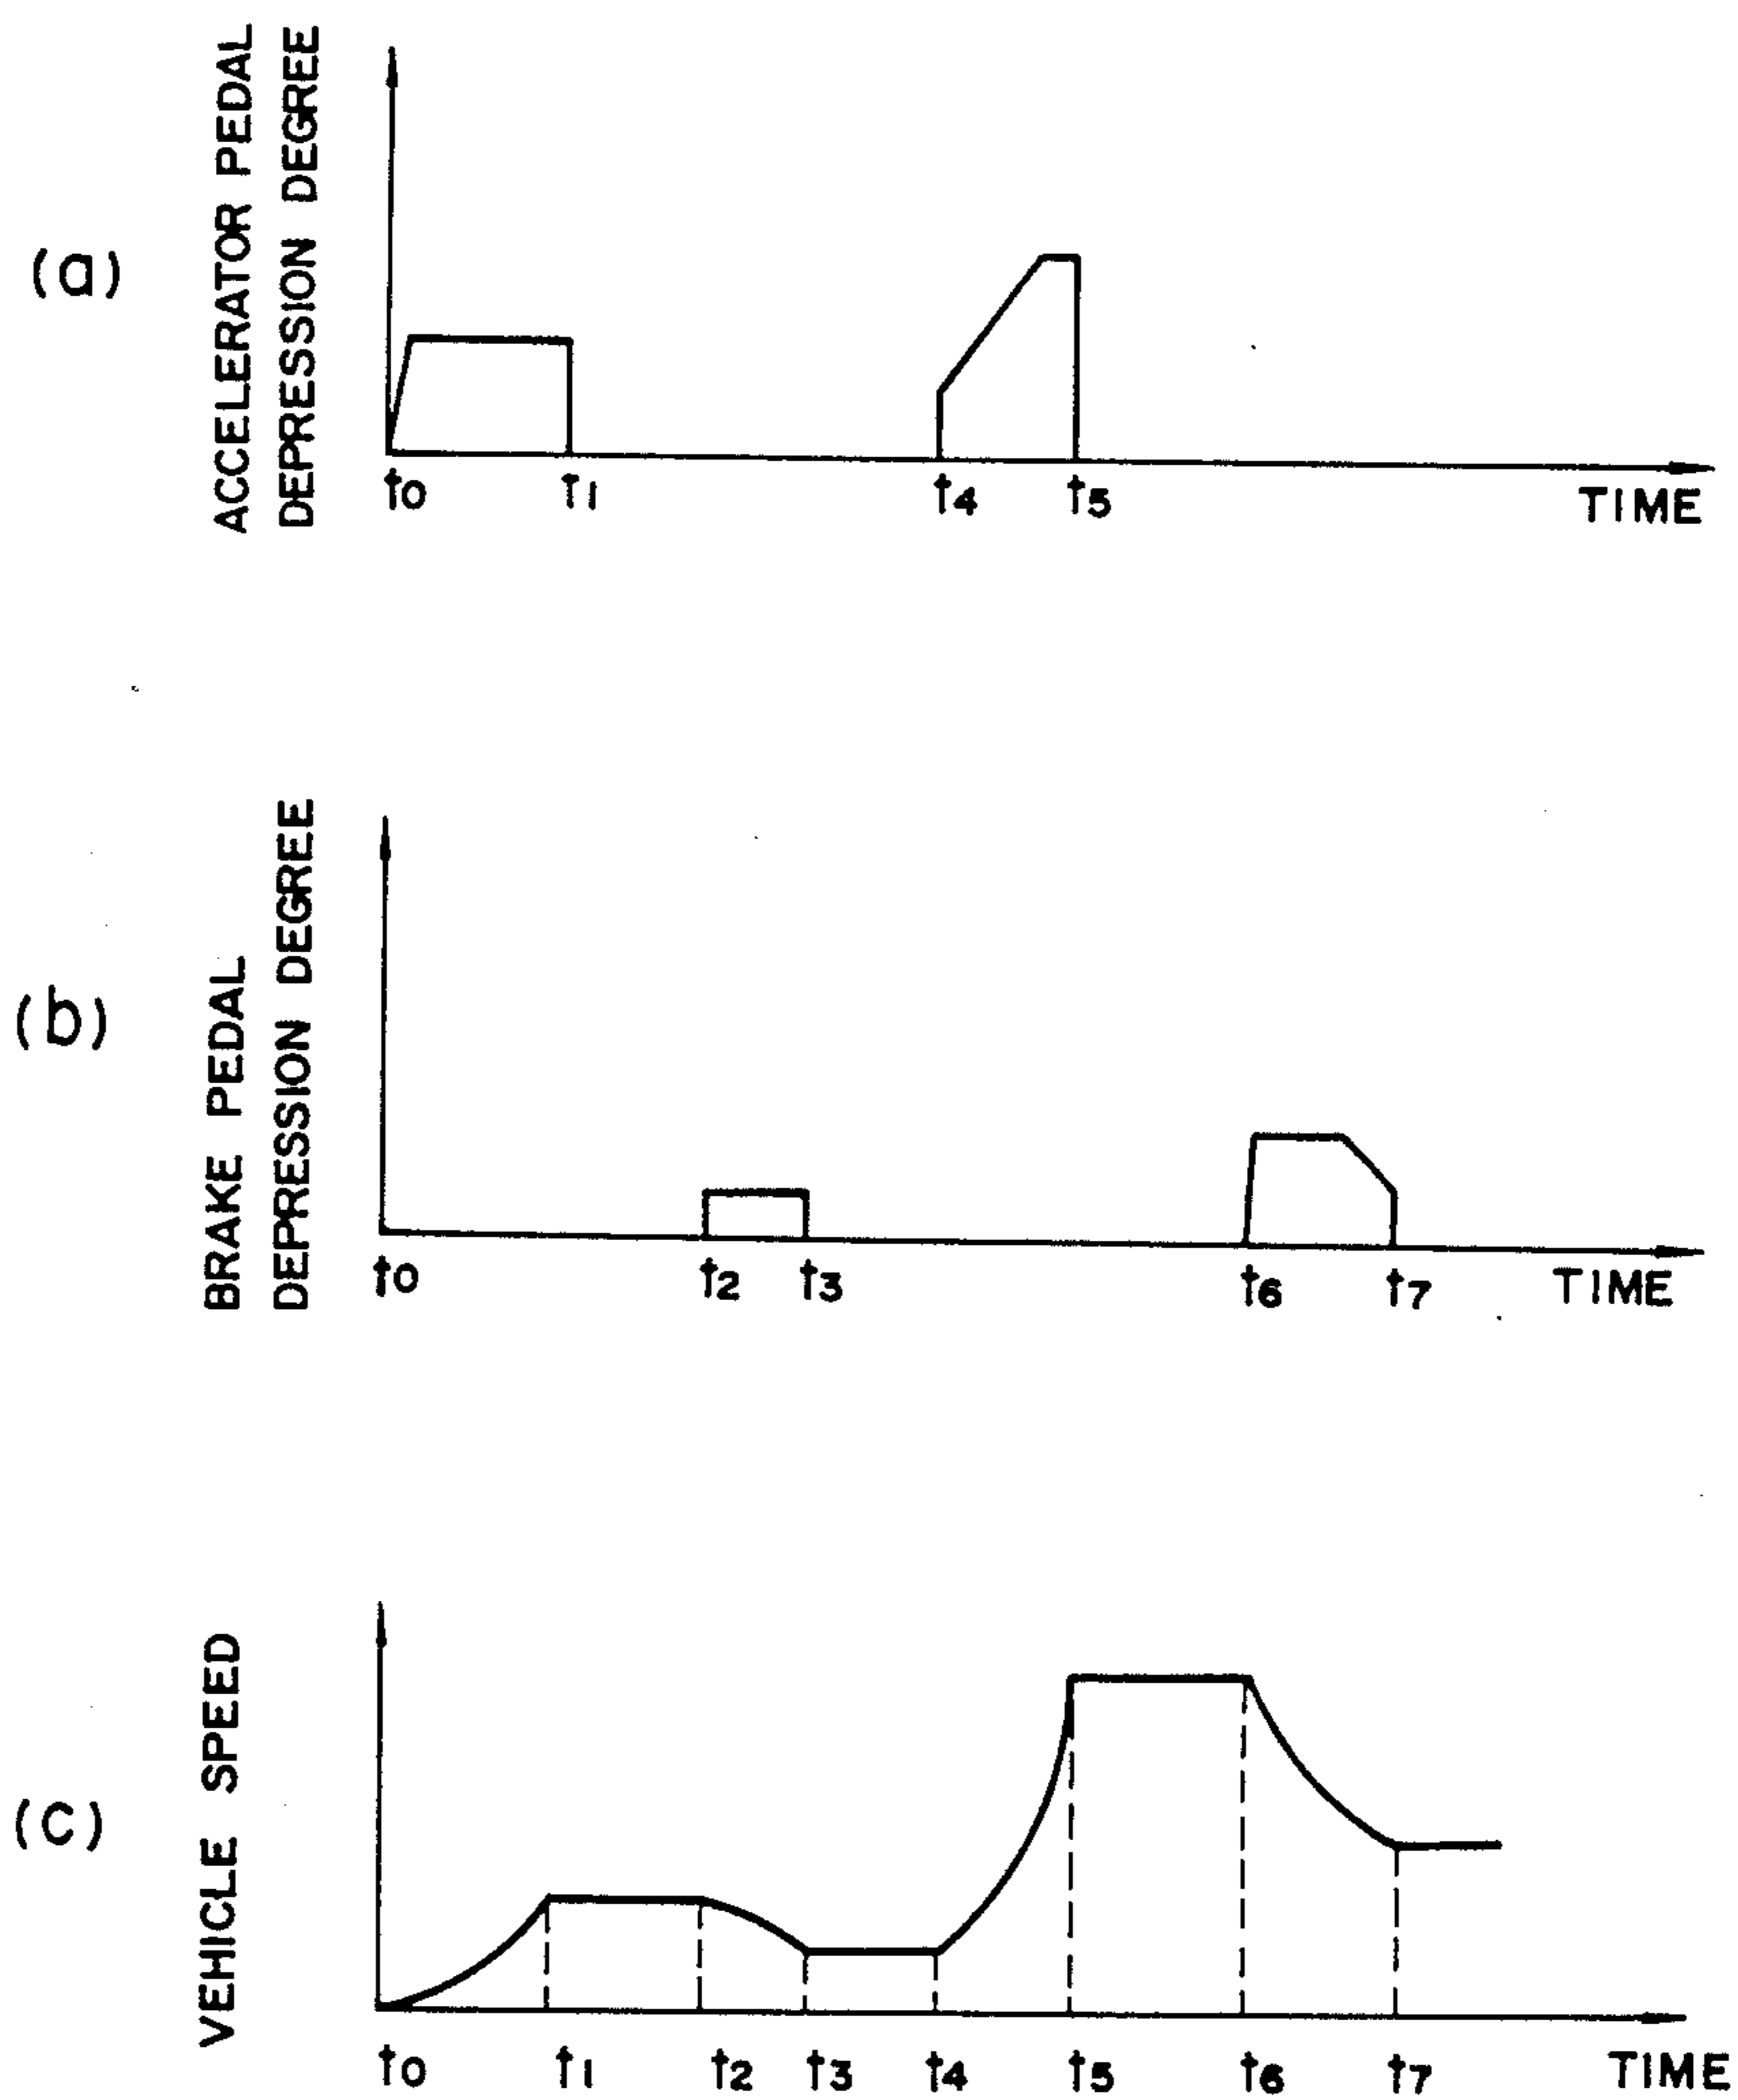 (a)
ACCELERATOR PEDAL
DEPRESSION DEGREE
t0 t1 t4 t5 TIME
(b)
BRAKE PEDAL
DEPRESSION DEGREE
t0 t2 t3 t6 t7 TIME
(c)
VEHICLE SPEED
t0 t1 t2 t3 t4 t5 t6 t7 TIME